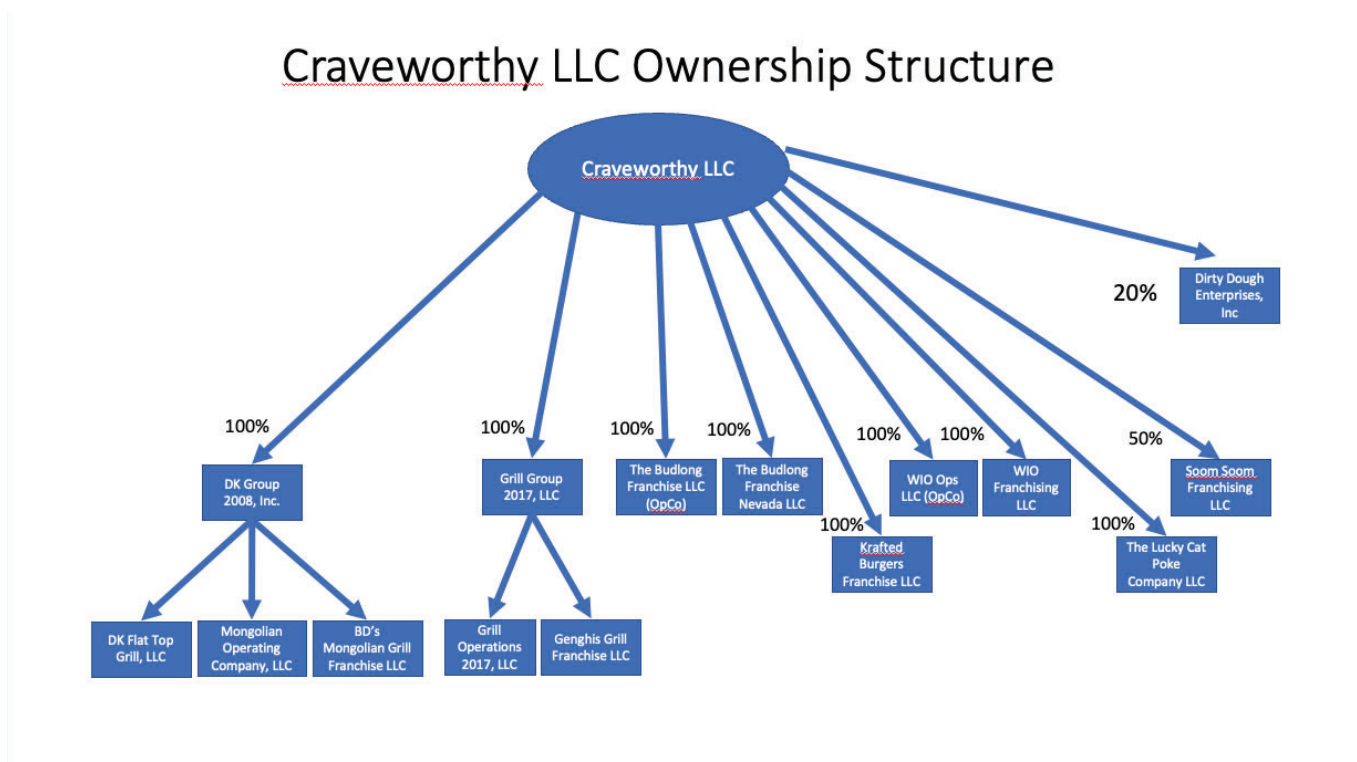 Craveworthy LLC Ownership Structure
Craveworthy LLC
20%
Dirty Dough
Enterprises,
Inc
100%
DK Group
2008, Inc.
100%
Grill Group
2017, LLC
100%
The Budlong
Franchise LLC
(OpCo)
100%
The Budlong
Franchise
Nevada LLC
100%
Krafted
Burgers
Franchise LLC
100%
WIO Ops
LLC (OpCo)
100%
WIO
Franchising
LLC
100%
The Lucky Cat
Poke
Company LLC
50%
Soom Soom
Franchising
LLC
DK Flat Top
Grill, LLC
Mongolian
Operating
Company, LLC
BD's
Mongolian Grill
Franchise LLC
Grill
Operations
2017, LLC
Genghis Grill
Franchise LLC